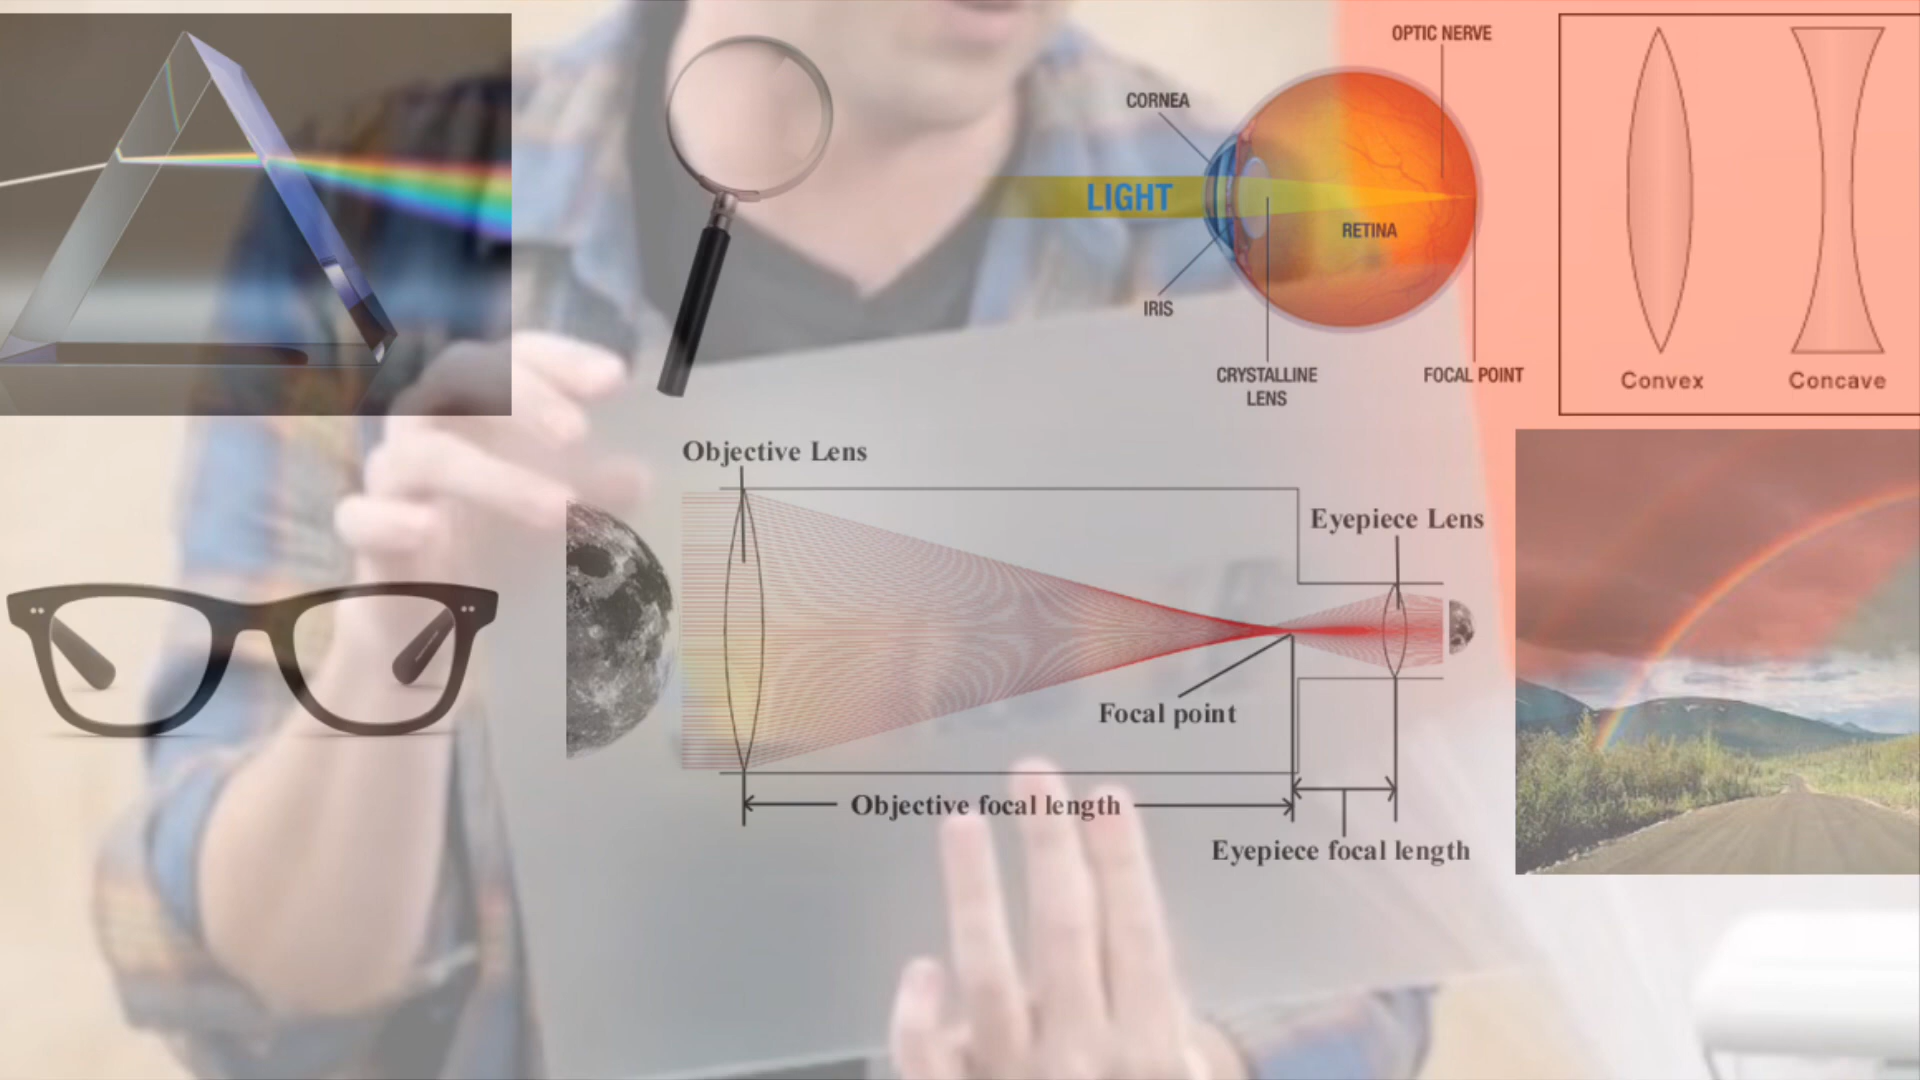 OPTIC NERVE
CORNEA
LIGHT
RETINA
IRIS
CRYSTALLINE
LENS
FOCAL POINT
Convex
Concave
Objective Lens
Eyepiece Lens
Focal point
Objective focal length
Eyepiece focal length